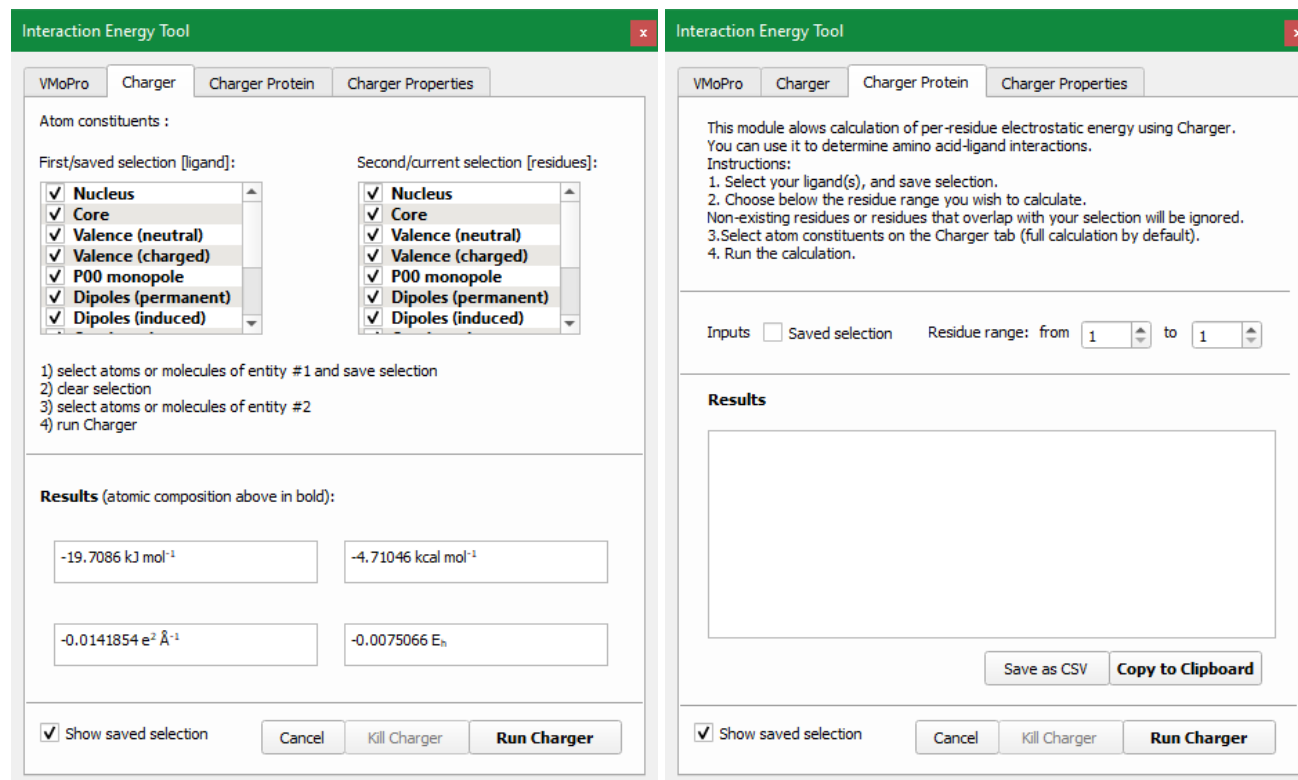 Interaction Energy Tool
x
VMoPro Charger Charger Protein Charger Properties
Atom constituents :
First/saved selection [ligand]: Second/current selection [residues]:
Nucleus Nucleus
Core Core
Valence (neutral) Valence (neutral)
Valence (charged) Valence (charged)
P00 monopole P00 monopole
Dipoles (permanent) Dipoles (permanent)
Dipoles (induced) Dipoles (induced)
1) select atoms or molecules of entity #1 and save selection
2) clear selection
3) select atoms or molecules of entity #2
4) run Charger
Results (atomic composition above in bold):
-19.7086 kJ mol⁻¹ -4.71046 kcal mol⁻¹
-0.0141854 e² Å⁻¹ -0.0075066 Eₕ
Show saved selection Cancel Kill Charger Run Charger
Interaction Energy Tool
x
VMoPro Charger Charger Protein Charger Properties
This module alows calculation of per-residue electrostatic energy using Charger.
You can use it to determine amino acid-ligand interactions.
Instructions:
1. Select your ligand(s), and save selection.
2. Choose below the residue range you wish to calculate.
Non-existing residues or residues that overlap with your selection will be ignored.
3.Select atom constituents on the Charger tab (full calculation by default).
4. Run the calculation.
Inputs Saved selection Residue range: from 1 to 1
Results
Save as CSV Copy to Clipboard
Show saved selection Cancel Kill Charger Run Charger